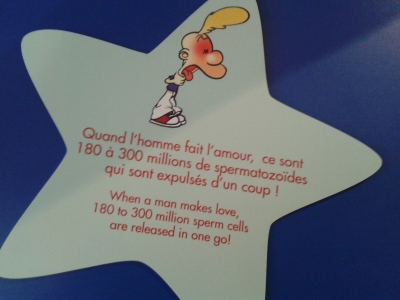 Quand l'homme fait l'amour, ce sont
180 à 300 millions de spermatozoïdes
qui sont expulsés d'un coup !
When a man makes love,
180 to 300 million sperm cells
are released in one go!